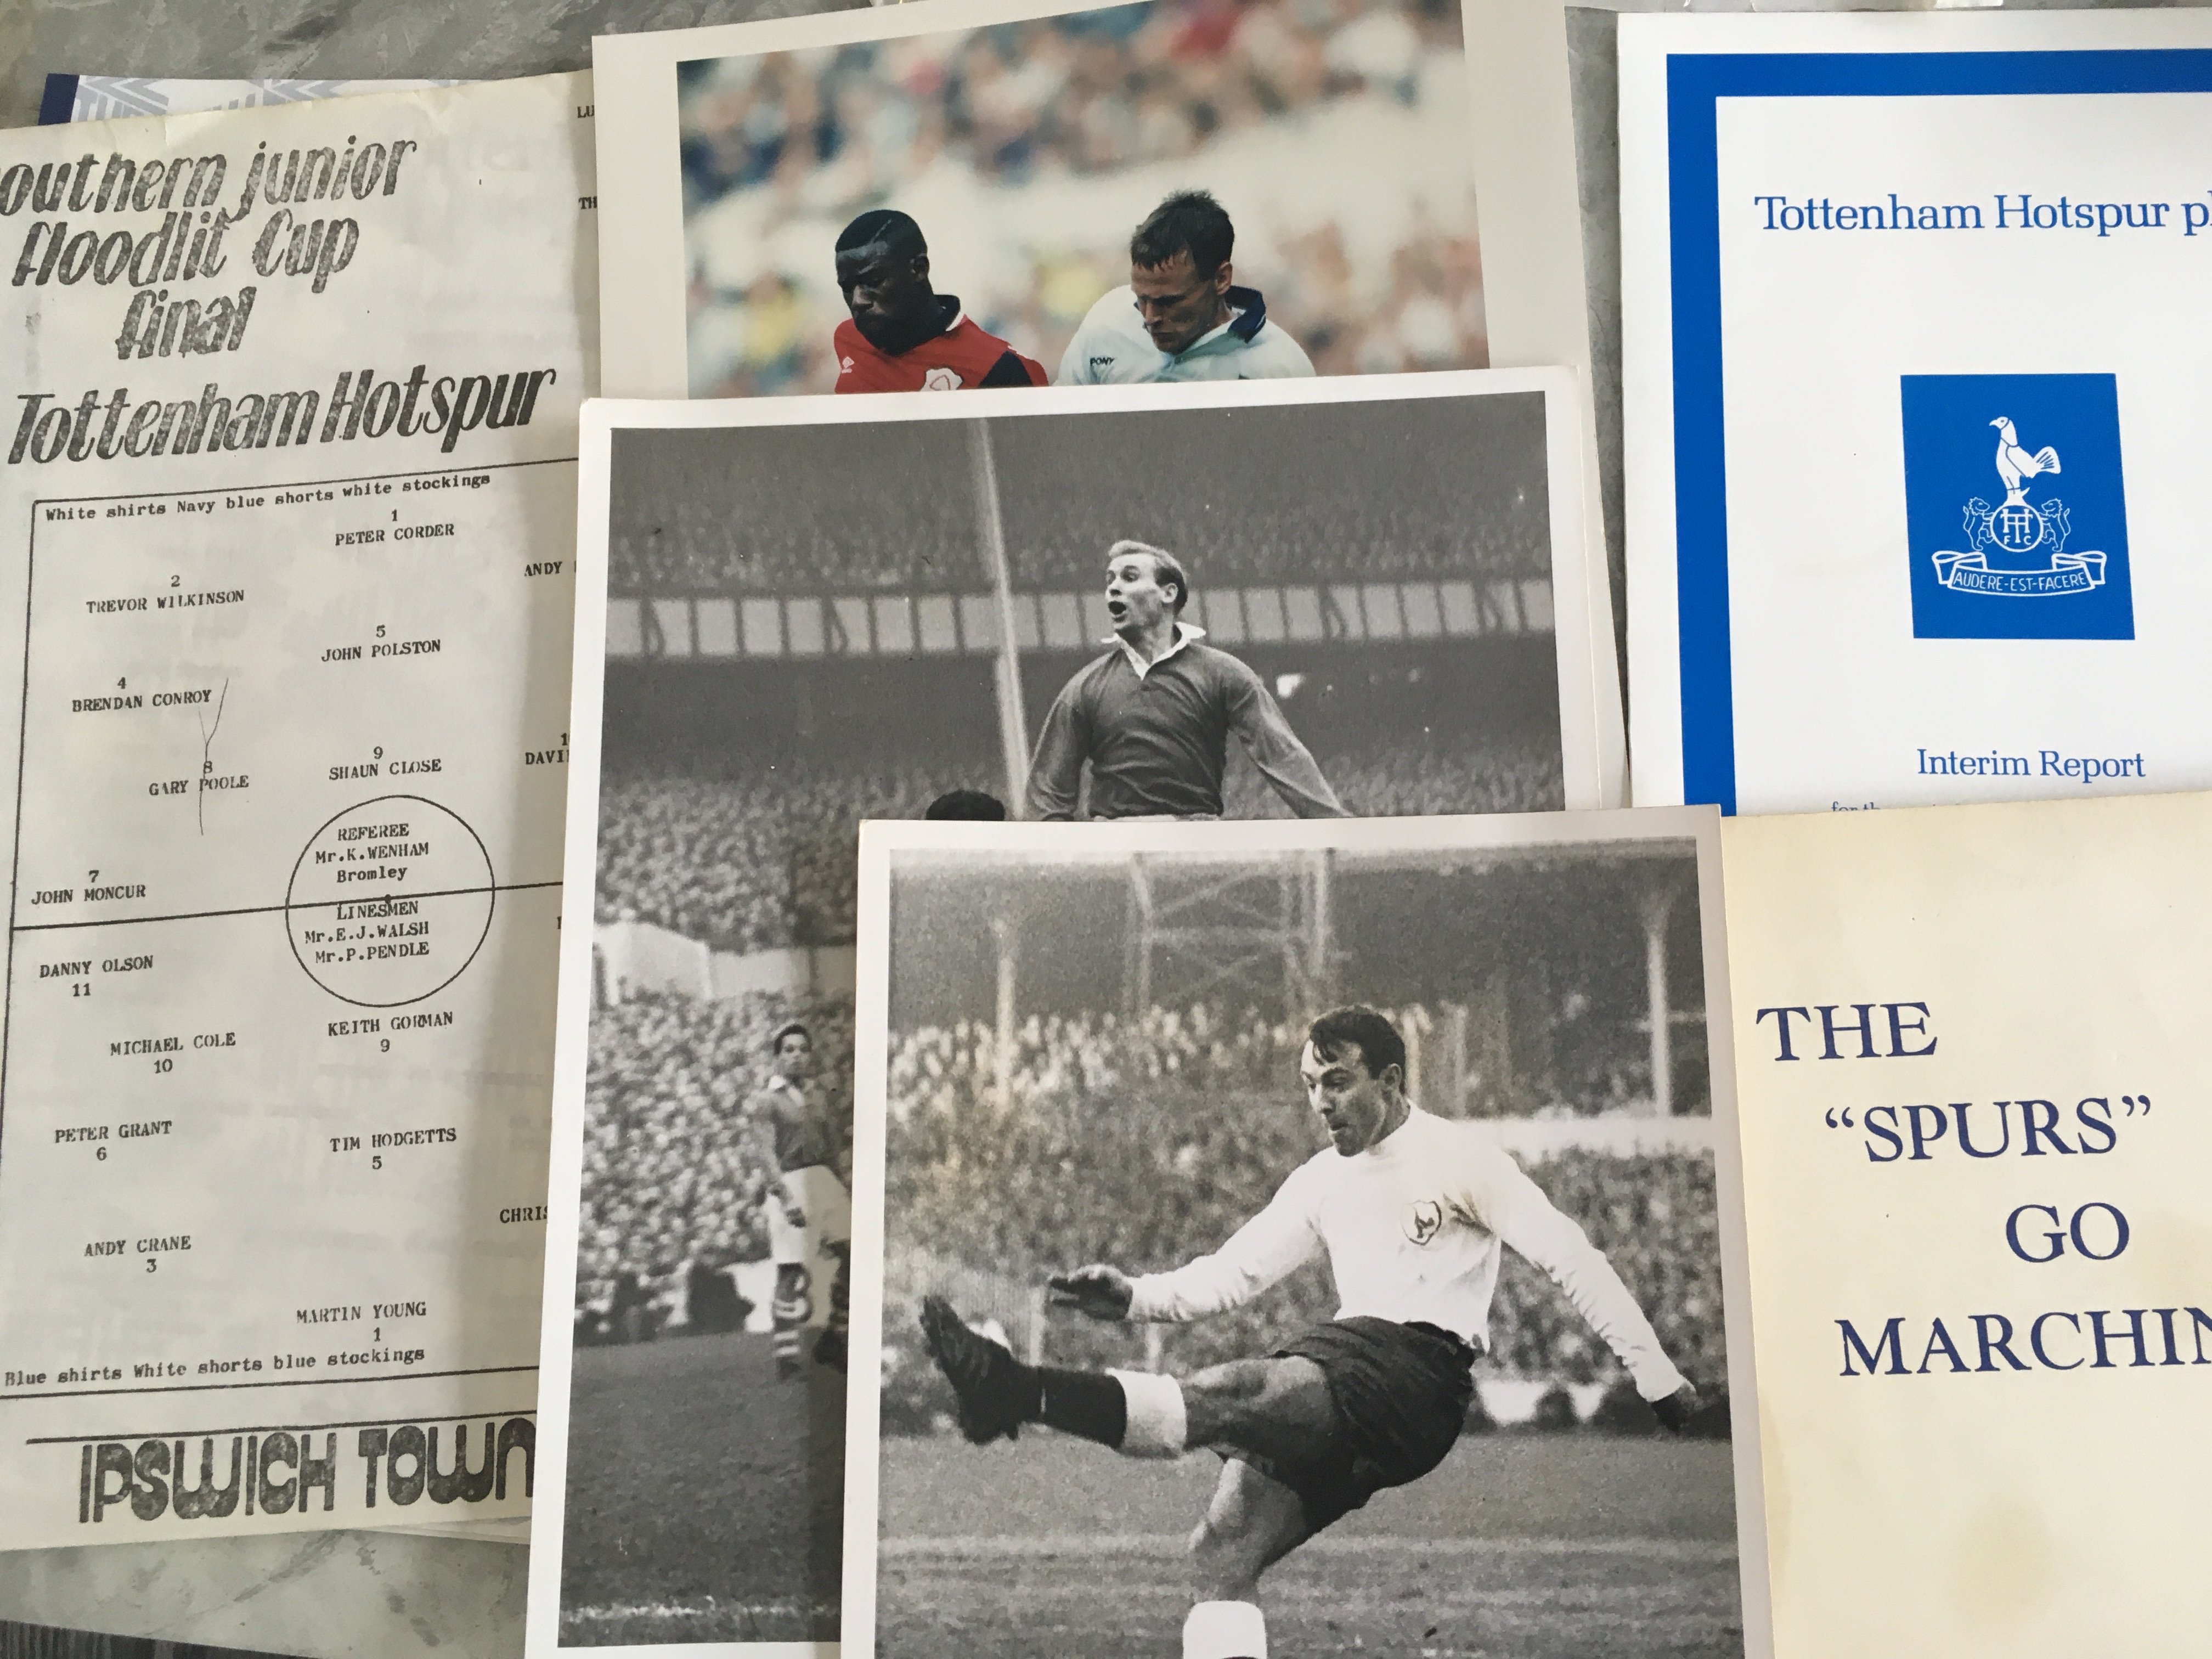 outhern junior
floodlit Cup
final
Tottenham Hotspur
White shirts Navy blue shorts white stockings
1
PETER CORDER
2
TREVOR WILKINSON
ANDY
5
JOHN POLSTON
4
BRENDAN CONROY
9
SHAUN CLOSE
DAVI
8
GARY POOLE
REFEREE
Mr.K.WENHAM
Bromley
7
JOHN MONCUR
LINESMEN
Mr.E.J.WALSH
Mr.P.PENDLE
DANNY OLSON
11
KEITH GORMAN
9
MICHAEL COLE
10
PETER GRANT
6
TIM HODGETTS
5
CHRIS
ANDY CRANE
3
MARTIN YOUNG
1
Blue shirts White shorts blue stockings
IPSWICH TOWN
LU
TH
PONY
Tottenham Hotspur pl
AUDERE-EST-FACERE
Interim Report
THE
“SPURS”
GO
MARCHIN